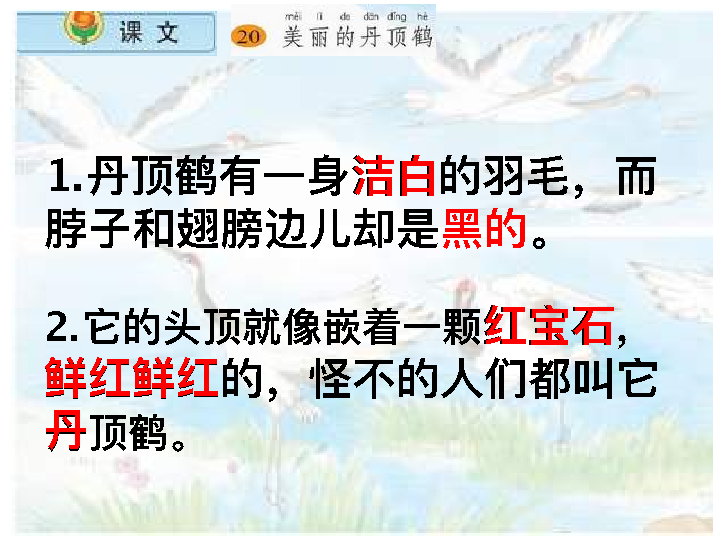 课 文
20
měi lì de dān dǐng hè
美丽的丹顶鹤
1.丹顶鹤有一身洁白的羽毛，而
脖子和翅膀边儿却是黑的。
2.它的头顶就像嵌着一颗红宝石，
鲜红鲜红的，怪不的人们都叫它
丹顶鹤。